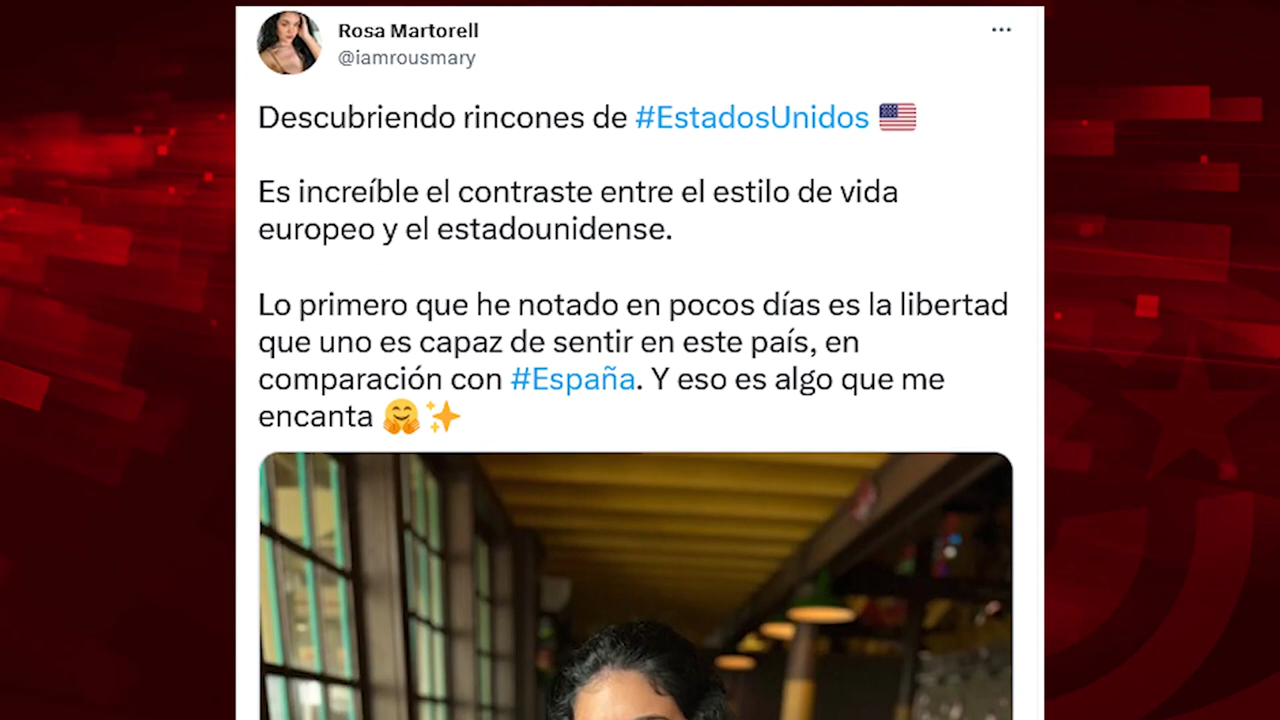 Rosa Martorell
@iamrousmary
Descubriendo rincones de #EstadosUnidos 🇺🇸
Es increíble el contraste entre el estilo de vida
europeo y el estadounidense.
Lo primero que he notado en pocos días es la libertad
que uno es capaz de sentir en este país, en
comparación con #España. Y eso es algo que me
encanta 🤗✨